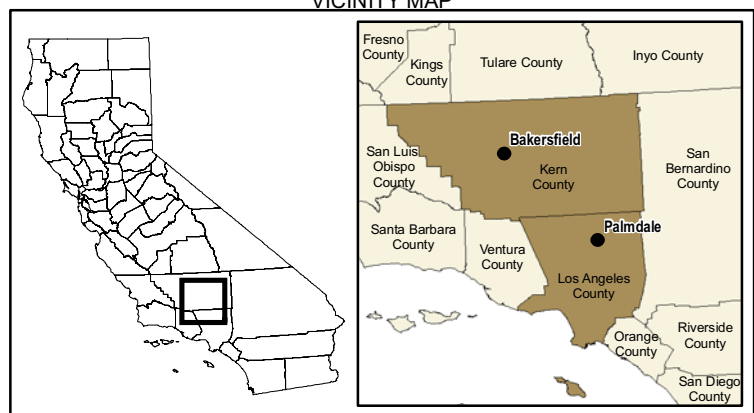 VICINITY MAP
Fresno
County
Kings
County
Tulare County
Inyo County
Bakersfield
San Luis
Obispo
County
Kern
County
San
Bernardino
County
Santa Barbara
County
Ventura
County
Palmdale
Los Angeles
County
Orange
County
Riverside
County
San Diego
County